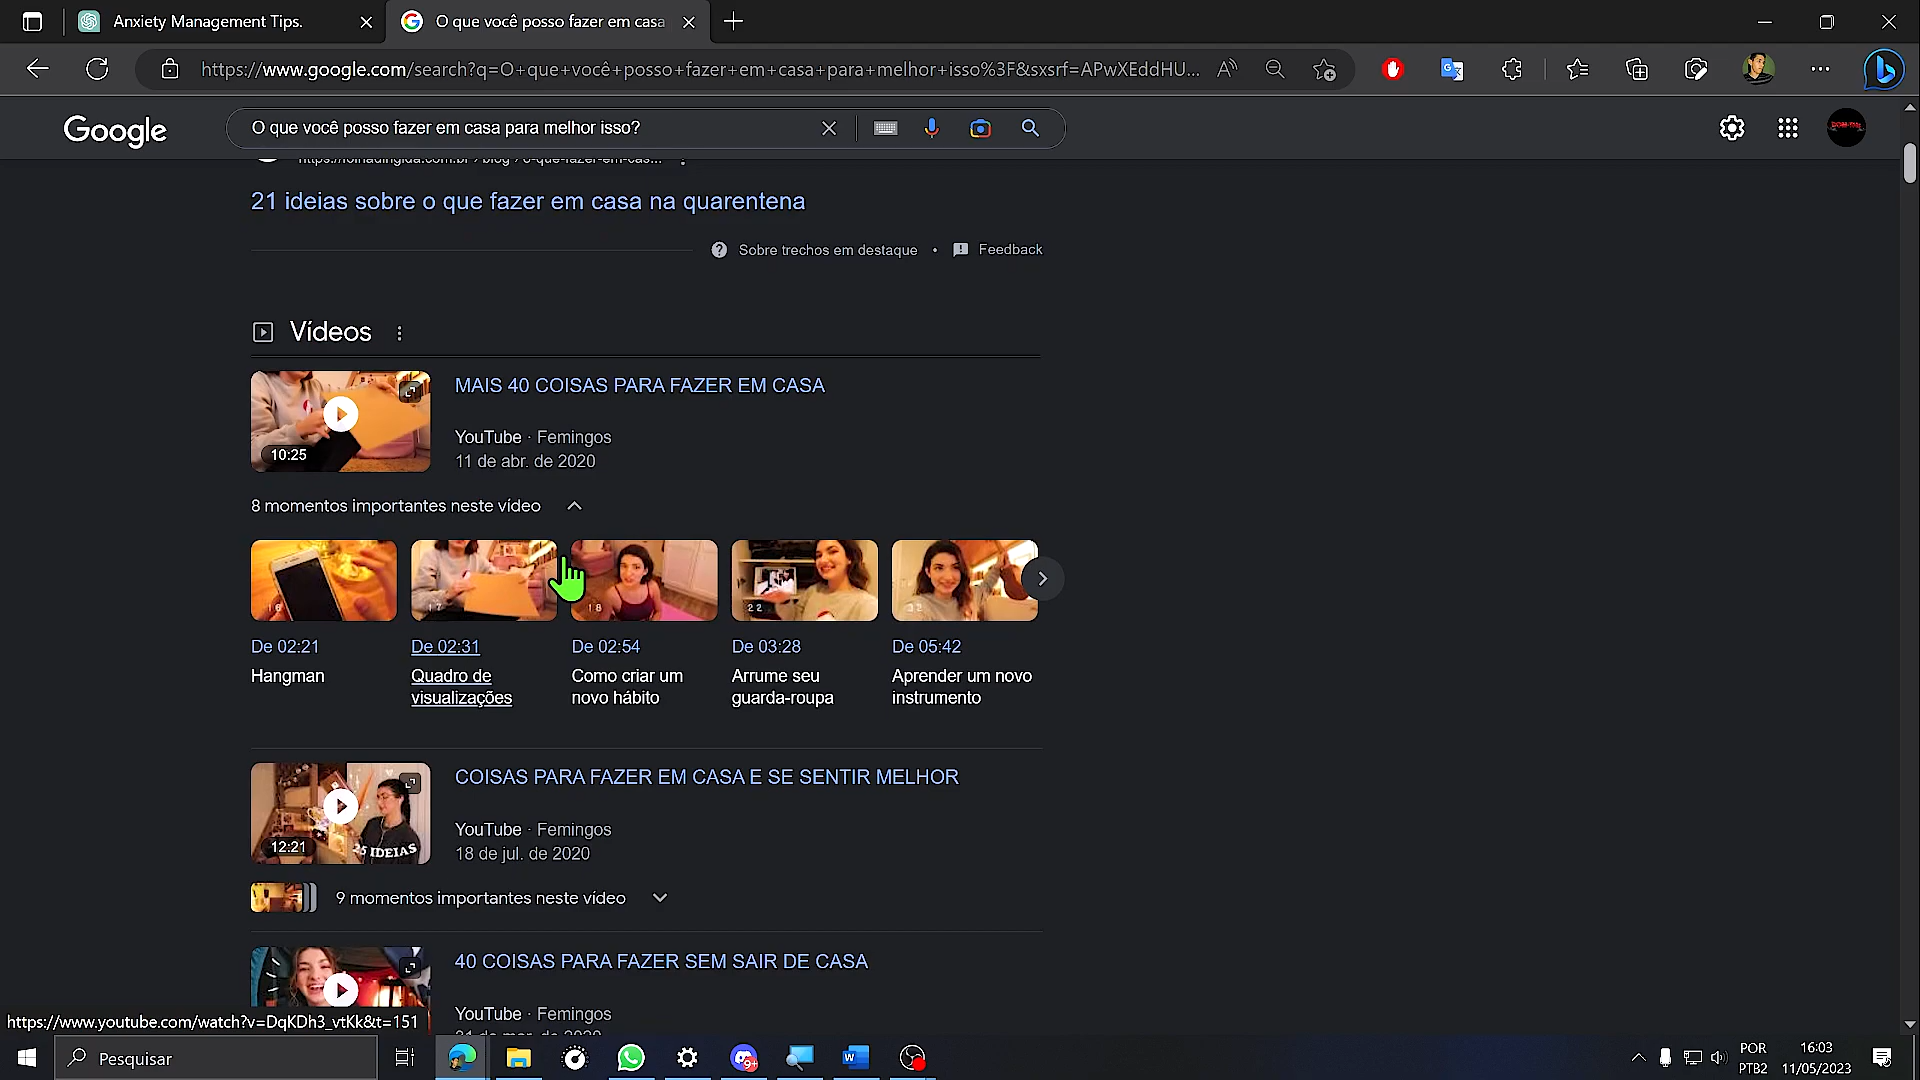 Anxiety Management Tips.
O que você posso fazer em casa
https://www.google.com/search?q=O+que+você+posso+fazer+em+casa+para+melhor+isso%3F&sxsrf=APwXEddHU...
Google
O que você posso fazer em casa para melhor isso?
21 ideias sobre o que fazer em casa na quarentena
Sobre trechos em destaque • Feedback
Vídeos
MAIS 40 COISAS PARA FAZER EM CASA
YouTube · Femingos
11 de abr. de 2020
10:25
8 momentos importantes neste vídeo
16
17
18
22
32
De 02:21
De 02:31
De 02:54
De 03:28
De 05:42
Hangman
Quadro de
visualizações
Como criar um
novo hábito
Arrume seu
guarda-roupa
Aprender um novo
instrumento
COISAS PARA FAZER EM CASA E SE SENTIR MELHOR
YouTube · Femingos
18 de jul. de 2020
12:21
25 IDEIAS
9 momentos importantes neste vídeo
40 COISAS PARA FAZER SEM SAIR DE CASA
YouTube · Femingos
https://www.youtube.com/watch?v=DqKDh3_vtKk&t=151
Pesquisar
9+
POR
PTB2
16:03
11/05/2023